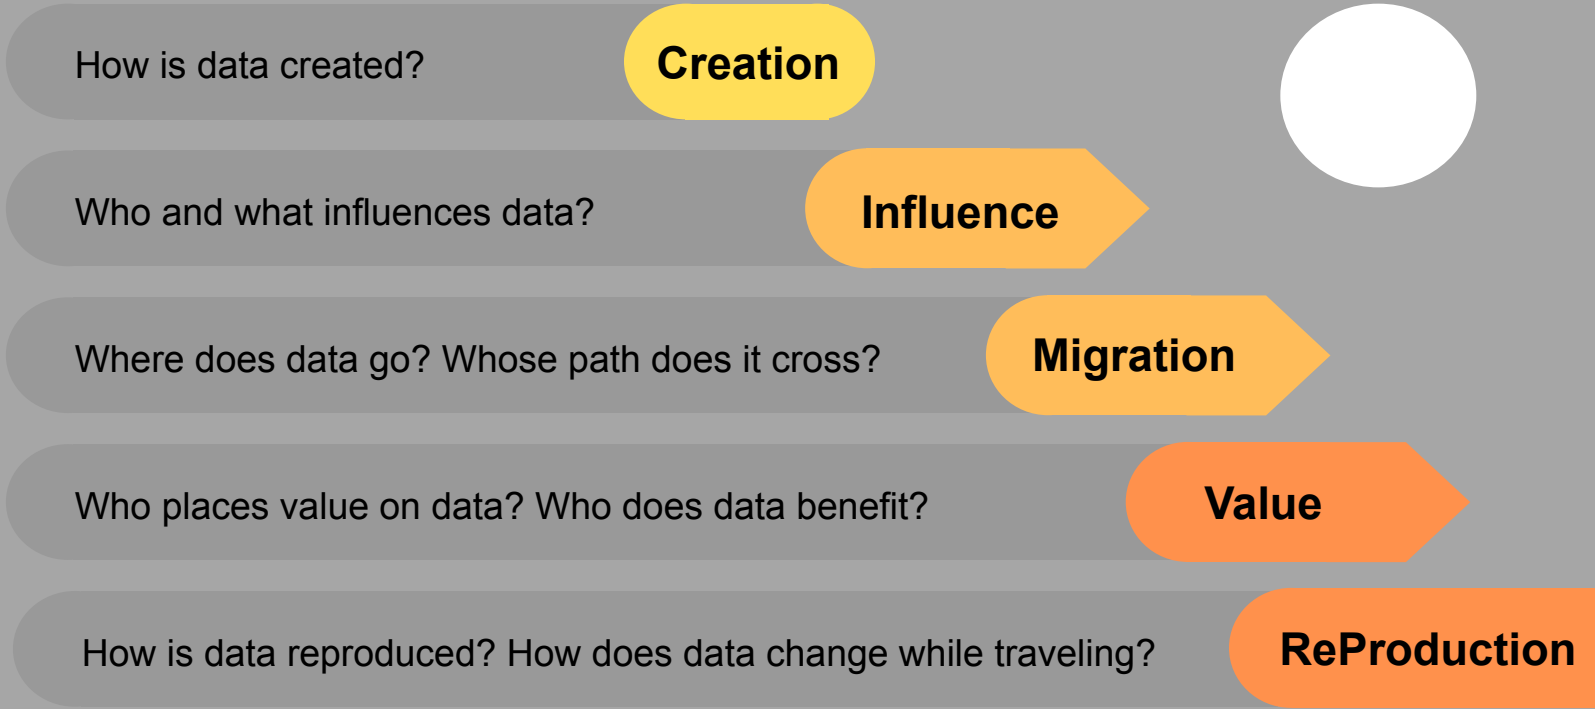 How is data created? Creation
Who and what influences data? Influence
Where does data go? Whose path does it cross? Migration
Who places value on data? Who does data benefit? Value
How is data reproduced? How does data change while traveling? ReProduction